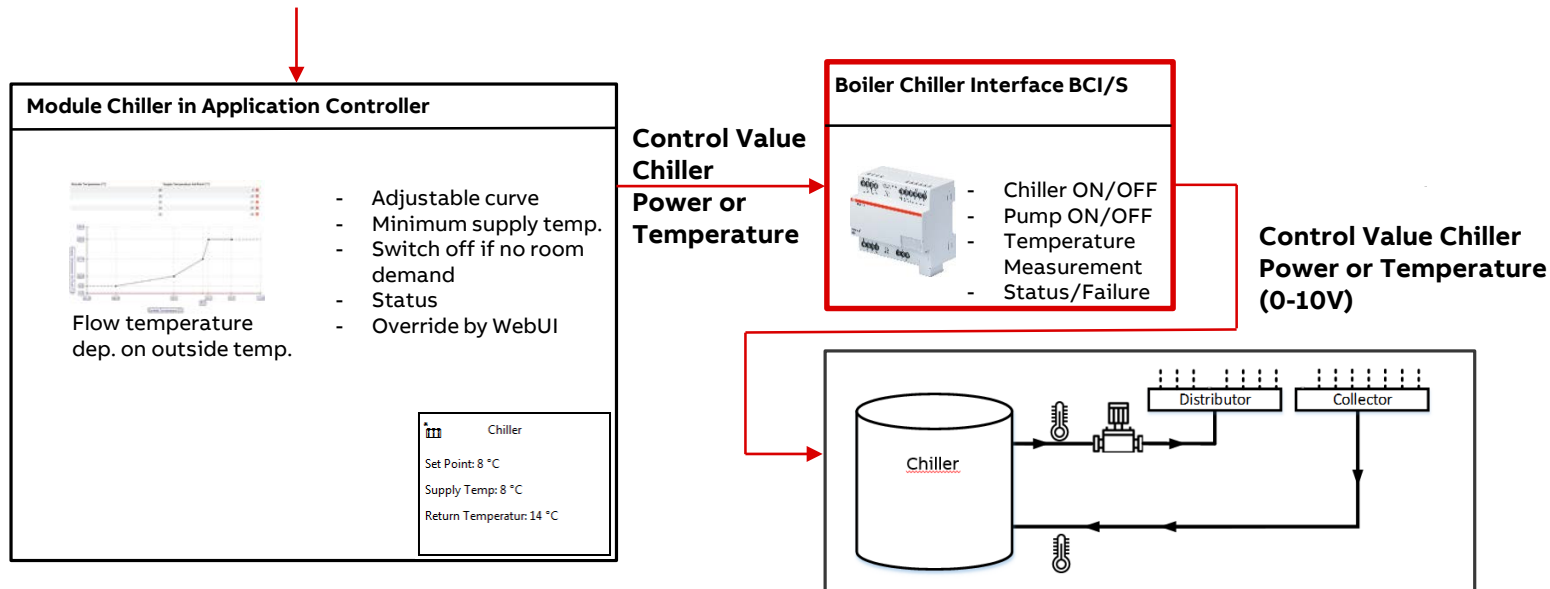 Module Chiller in Application Controller
Flow temperature
dep. on outside temp.
- Adjustable curve
- Minimum supply temp.
- Switch off if no room
demand
- Status
- Override by WebUI
Chiller
Set Point: 8 °C
Supply Temp: 8 °C
Return Temperatur: 14 °C
Control Value
Chiller
Power or
Temperature
Boiler Chiller Interface BCI/S
- Chiller ON/OFF
- Pump ON/OFF
- Temperature
Measurement
- Status/Failure
Control Value Chiller
Power or Temperature
(0-10V)
Distributor
Collector
Chiller